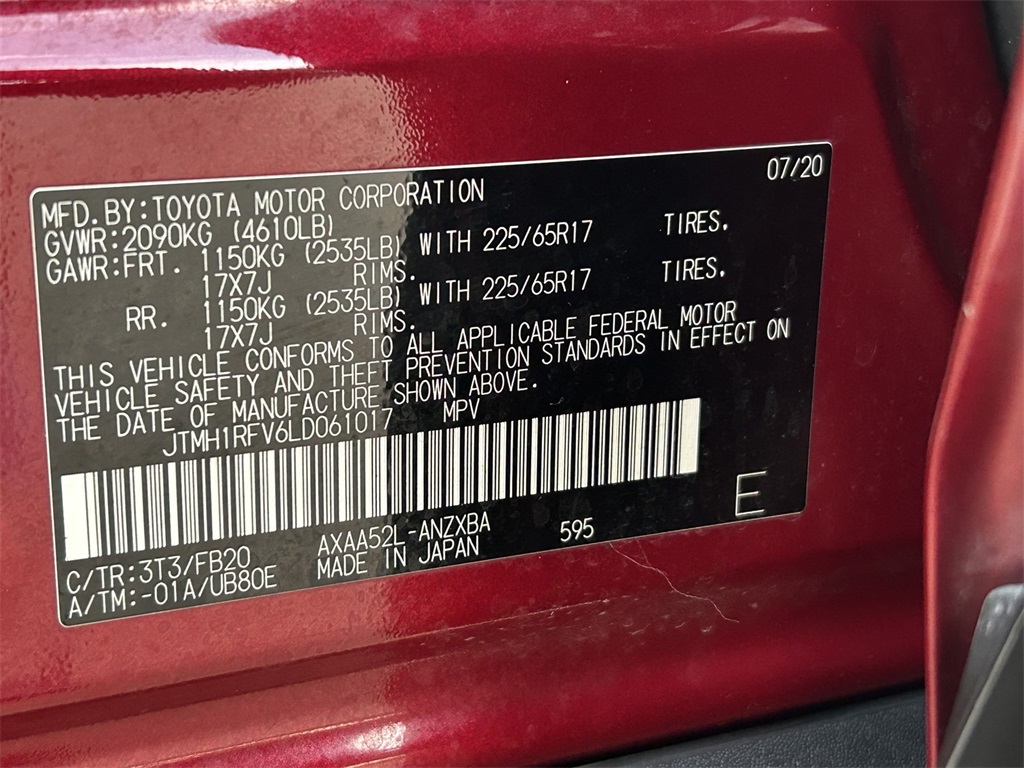 07/20
MFD.BY:TOYOTA MOTOR CORPORATION
GVWR:2090KG (4610LB)
GAWR:FRT. 1150KG (2535LB) WITH 225/65R17 TIRES.
17X7J RIMS.
RR. 1150KG (2535LB) WITH 225/65R17 TIRES.
17X7J RIMS.
THIS VEHICLE CONFORMS TO ALL APPLICABLE FEDERAL MOTOR
VEHICLE SAFETY AND THEFT PREVENTION STANDARDS IN EFFECT ON
THE DATE OF MANUFACTURE SHOWN ABOVE.
JTMH1RFV6LD061017 MPV
E
C/TR:3T3/FB20 AXAA52L-ANZXBA 595
A/TM:-01A/UB80E MADE IN JAPAN